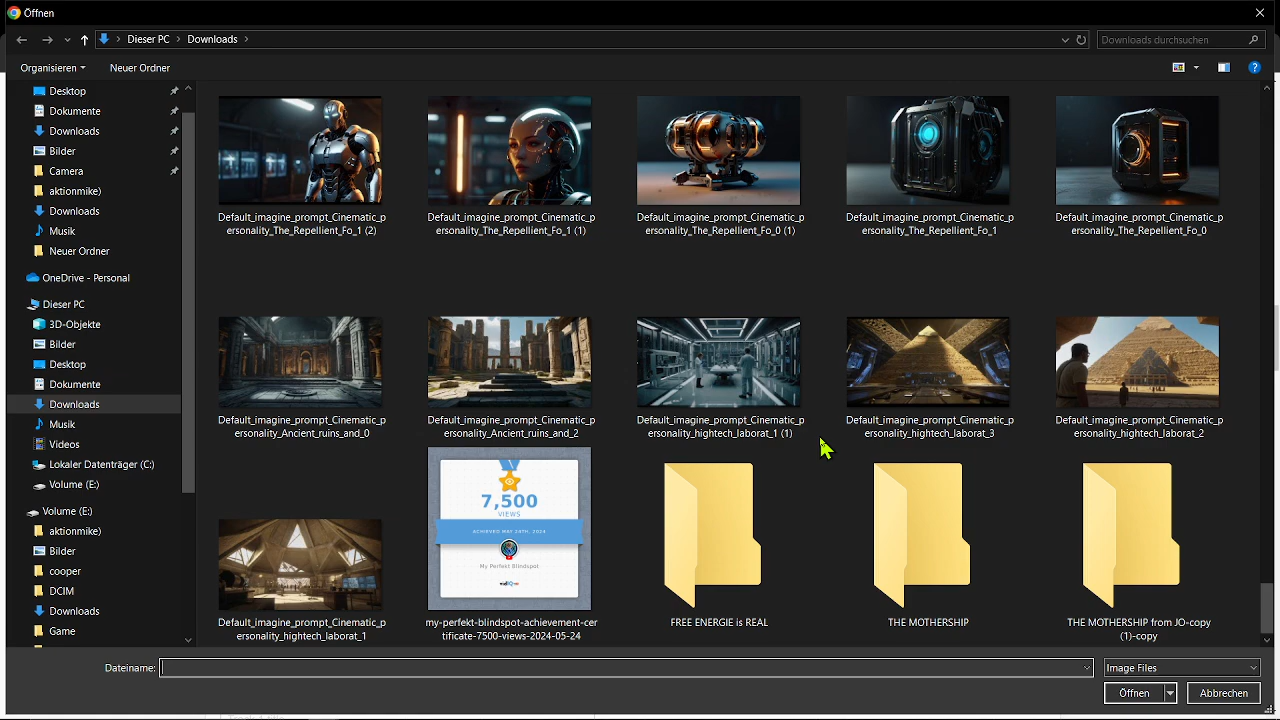 Öffnen
Dieser PC
Downloads
Downloads durchsuchen
Organisieren
Neuer Ordner
Desktop
Dokumente
Downloads
Bilder
Camera
aktionmike)
Downloads
Musik
Neuer Ordner
OneDrive - Personal
Dieser PC
3D-Objekte
Bilder
Desktop
Dokumente
Downloads
Musik
Videos
Lokaler Datenträger (C:)
Volume (E:)
Volume (E:)
aktionmike)
Bilder
cooper
DCM
Downloads
Game
Default_imagine_prompt_Cinematic_p
ersonality_The_Repellient_Fo_1 (2)
Default_imagine_prompt_Cinematic_p
ersonality_The_Repellient_Fo_1 (1)
Default_imagine_prompt_Cinematic_p
ersonality_The_Repellient_Fo_0 (1)
Default_imagine_prompt_Cinematic_p
ersonality_The_Repellient_Fo_1
Default_imagine_prompt_Cinematic_p
ersonality_The_Repellient_Fo_0
Default_imagine_prompt_Cinematic_p
ersonality_Ancient_ruins_and_0
Default_imagine_prompt_Cinematic_p
ersonality_Ancient_ruins_and_2
Default_imagine_prompt_Cinematic_p
ersonality_hightech_laborat_1 (1)
Default_imagine_prompt_Cinematic_p
ersonality_hightech_laborat_3
Default_imagine_prompt_Cinematic_p
ersonality_hightech_laborat_2
Default_imagine_prompt_Cinematic_p
ersonality_hightech_laborat_1
7,500
VIEWS
ACHIEVED MAY 24TH, 2024
My Perfect Blindspot
my-perfekt-blindspot-achievement-cer
tificate-7500-views-2024-05-24
FREE ENERGIE is REAL
THE MOTHERSHIP
THE MOTHERSHIP from JO-copy
(1)-copy
Dateiname:
Image Files
Öffnen
Abbrechen